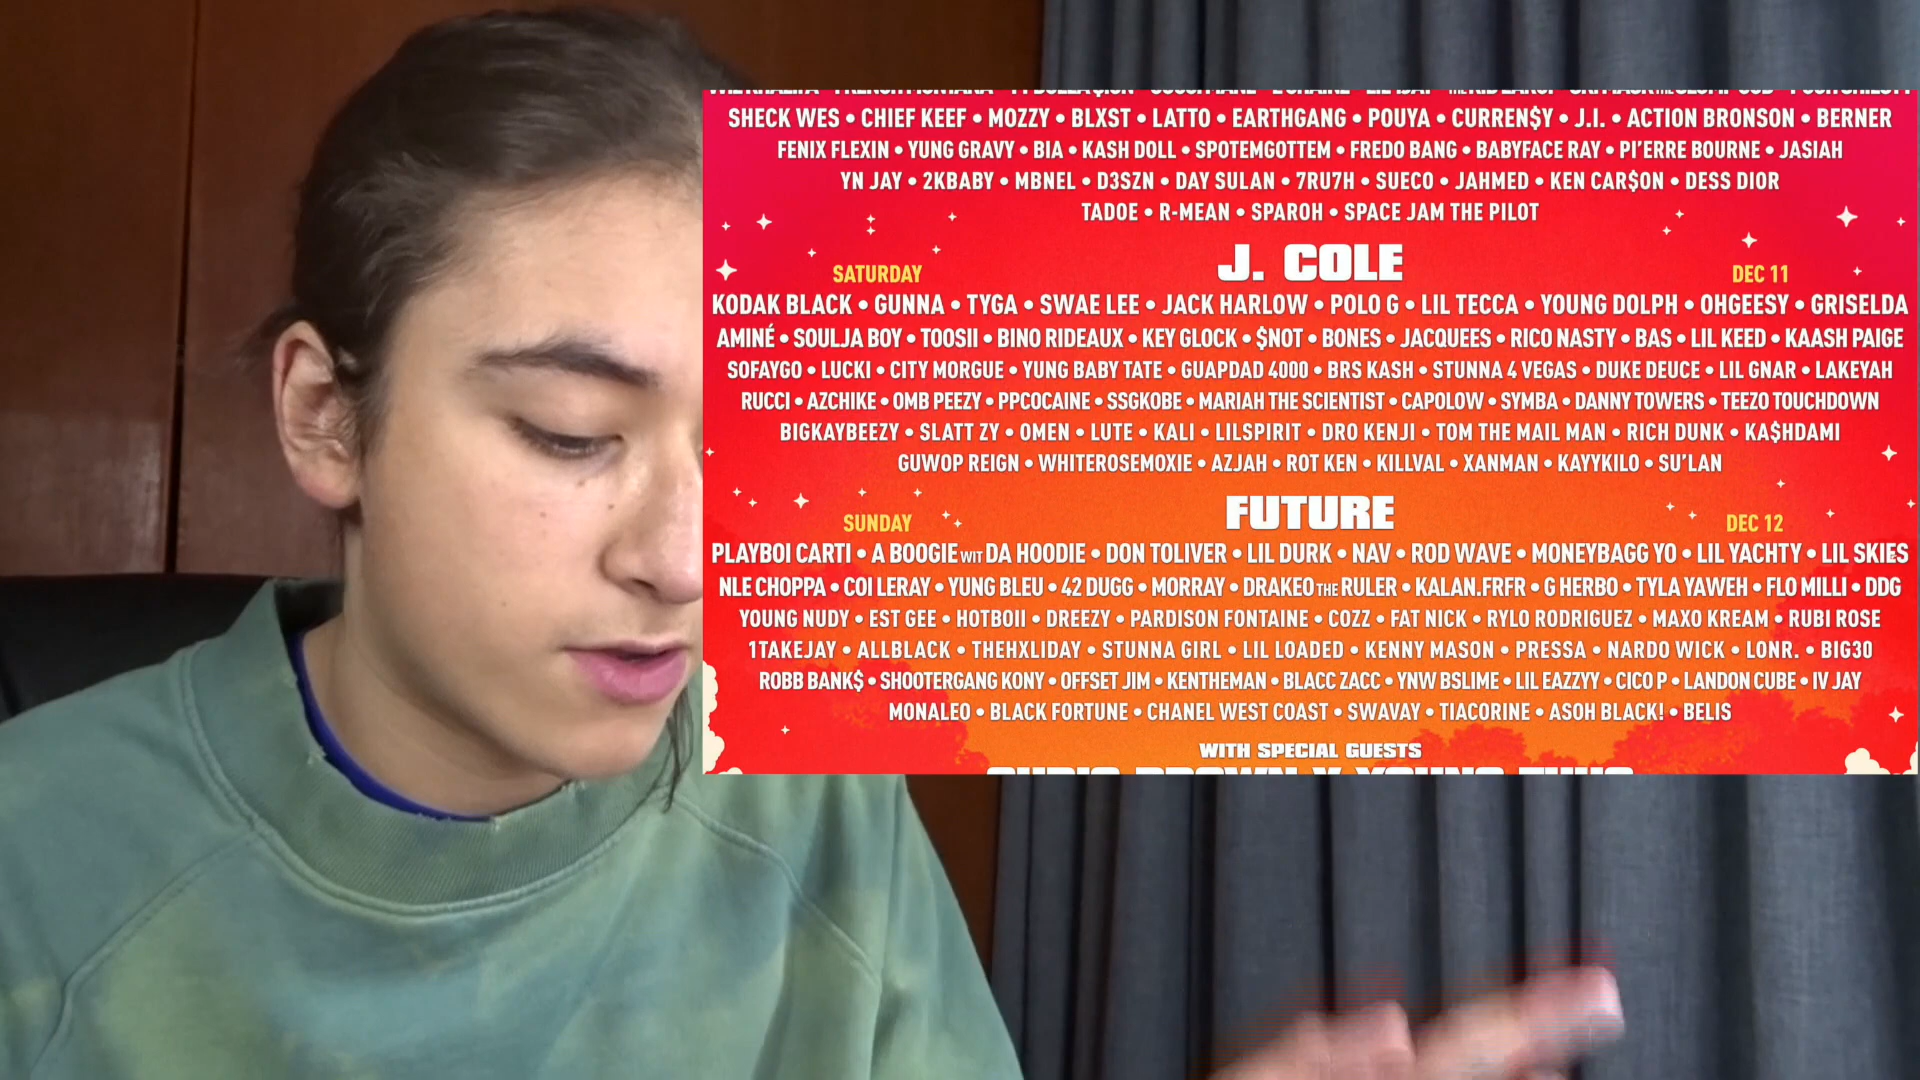 SHECK WES • CHIEF KEEF • MOZZY • BLXST • LATTO • EARTHGANG • POUYA • CURREN$Y • J.I. • ACTION BRONSON • BERNER
FENIX FLEXIN • YUNG GRAVY • BIA • KASH DOLL • SPOTEMGOTTEM • FREDO BANG • BABYFACE RAY • PI'ERRE BOURNE • JASIAH
YN JAY • 2KBABY • MBNEL • D3SZN • DAY SULAN • 7RU7H • SUECO • JAHMED • KEN CAR$ON • DESS DIOR
TADOE • R-MEAN • SPAROH • SPACE JAM THE PILOT
SATURDAY J. COLE DEC 11
KODAK BLACK • GUNNA • TYGA • SWAE LEE • JACK HARLOW • POLO G • LIL TECCA • YOUNG DOLPH • OHGEESY • GRISELDA
AMINÉ • SOULJA BOY • TOOSII • BINO RIDEAUX • KEY GLOCK • $NOT • BONES • JACQUEES • RICO NASTY • BAS • LIL KEED • KAASH PAIGE
SOFAYGO • LUCKI • CITY MORGUE • YUNG BABY TATE • GUAPDAD 4000 • BRS KASH • STUNNA 4 VEGAS • DUKE DEUCE • LIL GNAR • LAKEYAH
RUCCI • AZCHIKE • OMB PEEZY • PPCOCAINE • SSGKOBE • MARIAH THE SCIENTIST • CAPOLOW • SYMBA • DANNY TOWERS • TEEZO TOUCHDOWN
BIGKAYBEEZY • SLATT ZY • OMEN • LUTE • KALI • LILSPIRIT • DRO KENJI • TOM THE MAIL MAN • RICH DUNK • KA$HDAMI
GUWOP REIGN • WHITEROSEMOXIE • AZJAH • ROT KEN • KILLVAL • XANMAN • KAYYKILO • SU'LAN
SUNDAY FUTURE DEC 12
PLAYBOI CARTI • A BOOGIE WIT DA HOODIE • DON TOLIVER • LIL DURK • NAV • ROD WAVE • MONEYBAGG YO • LIL YACHTY • LIL SKIES
NLE CHOPPA • COI LERAY • YUNG BLEU • 42 DUGG • MORRAY • DRAKEO THE RULER • KALAN.FRFR • G HERBO • TYLA YAWEH • FLO MILLI • DDG
YOUNG NUDY • EST GEE • HOTBOII • DREEZY • PARDISON FONTAINE • COZZ • FAT NICK • RYLO RODRIGUEZ • MAXO KREAM • RUBI ROSE
1TAKEJAY • ALLBLACK • THEHXLIDAY • STUNNA GIRL • LIL LOADED • KENNY MASON • PRESSA • NARDO WICK • LONR. • BIG30
ROBB BANK$ • SHOOTERGANG KONY • OFFSET JIM • KENTHEMAN • BLACC ZACC • YNW BSLIME • LIL EAZZYY • CICO P • LANDON CUBE • IV JAY
MONALEO • BLACK FORTUNE • CHANEL WEST COAST • SWAVAY • TIACORINE • ASOH BLACK! • BELIS
WITH SPECIAL GUESTS